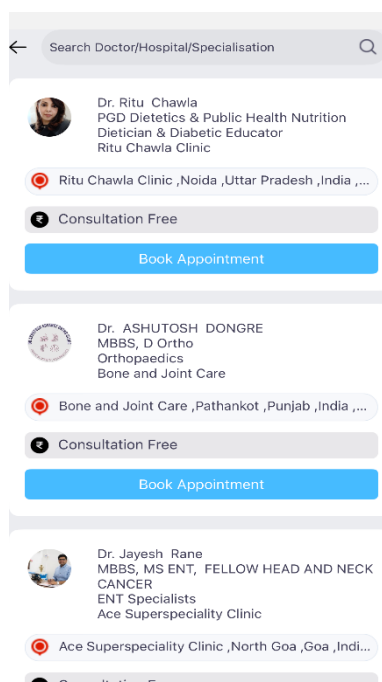 Search Doctor/Hospital/Specialisation
Dr. Ritu Chawla
PGD Dietetics & Public Health Nutrition
Dietician & Diabetic Educator
Ritu Chawla Clinic
Ritu Chawla Clinic ,Noida ,Uttar Pradesh ,India ,...
Consultation Free
Book Appointment
Dr. ASHUTOSH DONGRE
MBBS, D Ortho
Orthopaedics
Bone and Joint Care
Bone and Joint Care ,Pathankot ,Punjab ,India ,...
Consultation Free
Book Appointment
Dr. Jayesh Rane
MBBS, MS ENT, FELLOW HEAD AND NECK
CANCER
ENT Specialists
Ace Superspeciality Clinic
Ace Superspeciality Clinic ,North Goa ,Goa ,Indi...